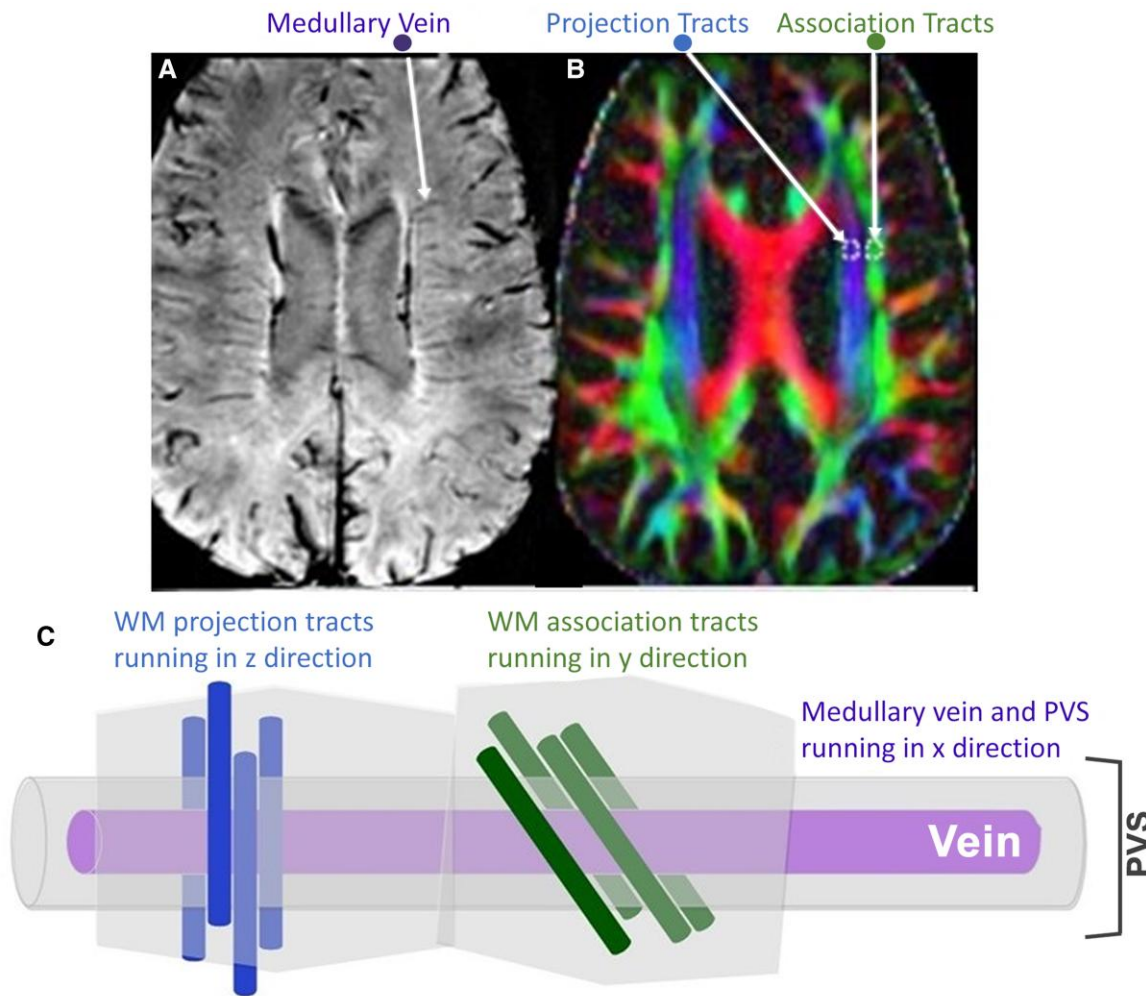 Medullary Vein
Projection Tracts
Association Tracts
A
B
C
WM projection tracts
running in z direction
WM association tracts
running in y direction
Medullary vein and PVS
running in x direction
Vein
PVS